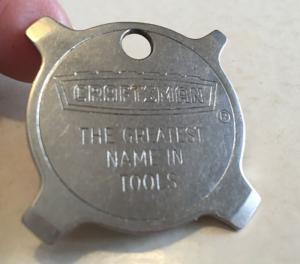 CRAFTSMAN
®
THE GREATEST
NAME IN
TOOLS